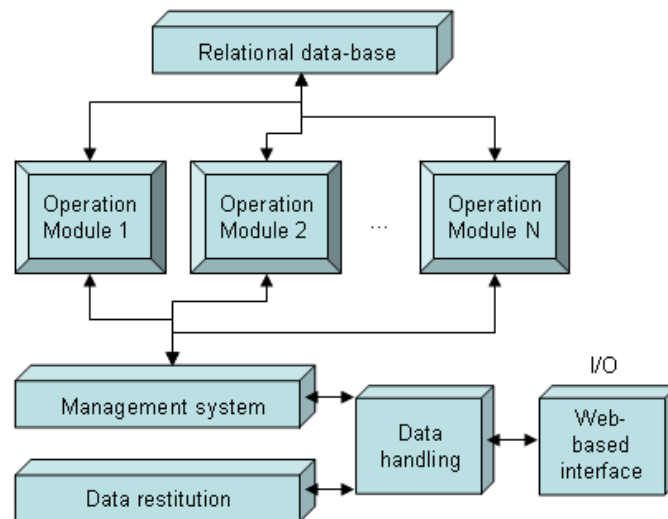 Relational data-base
Operation
Module 1
Operation
Module 2
...
Operation
Module N
Management system
I/O
Data
handling
Web-
based
interface
Data restitution